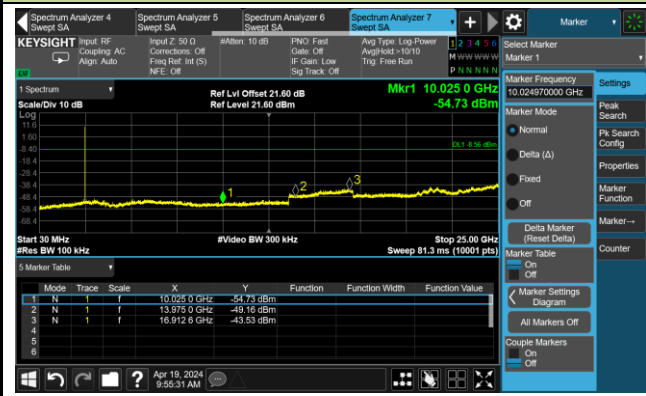 Spectrum Analyzer 4
Swept SA
Spectrum Analyzer 5
Swept SA
Spectrum Analyzer 6
Swept SA
Spectrum Analyzer 7
Swept SA
Marker
KEYSIGHT
Input: RF
Coupling: AC
Align: Auto
Input Z: 50 Ω
Corrections: Off
Freq Ref: Int (S)
NFE: Off
#Atten: 10 dB
PNO: Fast
Gate: Off
IF Gain: Low
Sig Track: Off
Avg Type: Log-Power
Avg|Hold >10/10
Trig: Free Run
1 2 3 4 5 6
M W W W W W
P N N N N N
LXI
1 Spectrum
Scale/Div 10 dB
Log
Ref Lvl Offset 21.60 dB
Ref Level 21.60 dBm
Mkr1 10.025 0 GHz
-54.73 dBm
11.6
1.60
-8.40
-18.4
-28.4
-38.4
-48.4
-58.4
-68.4
DL1 -8.56 dBm
1
2
3
Start 30 MHz
#Res BW 100 kHz
#Video BW 300 kHz
Stop 25.00 GHz
Sweep 81.3 ms (10001 pts)
5 Marker Table
Mode Trace Scale X Y Function Function Width Function Value
1 N 1 f 10.025 0 GHz -54.73 dBm
2 N 1 f 13.975 0 GHz -49.16 dBm
3 N 1 f 16.912 6 GHz -43.53 dBm
4
5
6
Apr 19, 2024
9:55:31 AM
Select Marker
Marker 1
Marker Frequency
10.024970000 GHz
Marker Mode
Normal
Delta (Δ)
Fixed
Off
Delta Marker
(Reset Delta)
Marker Table
On
Off
Marker Settings
Diagram
All Markers Off
Couple Markers
On
Off
Settings
Peak
Search
Pk Search
Config
Properties
Marker
Function
Marker→
Counter